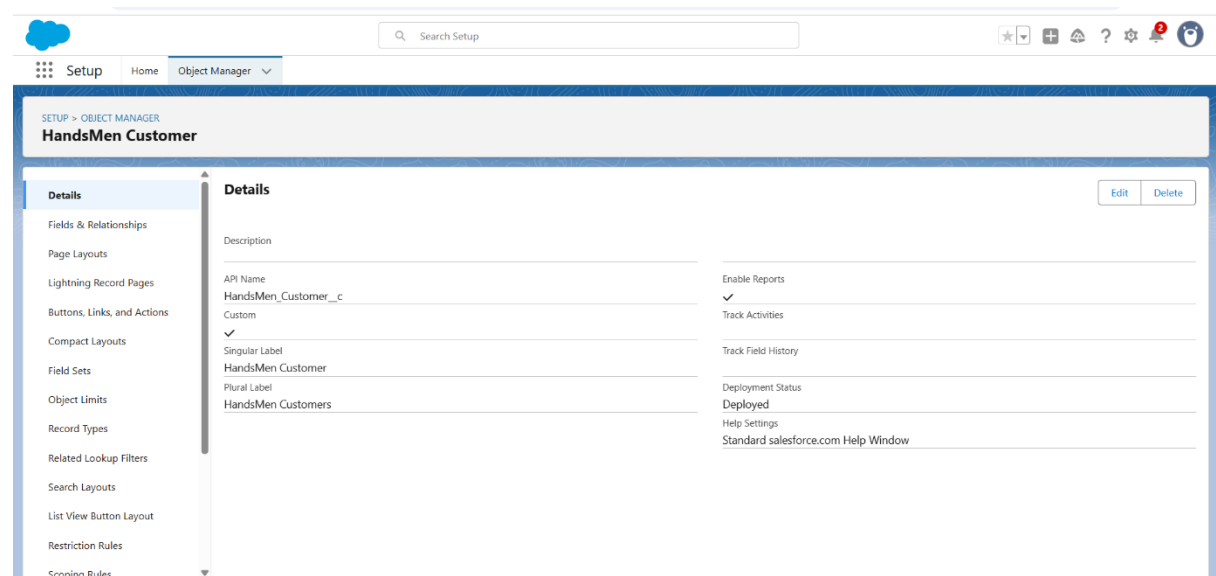 Search Setup
2
Setup
Home
Object Manager
SETUP > OBJECT MANAGER
HandsMen Customer
Details
Fields & Relationships
Page Layouts
Lightning Record Pages
Buttons, Links, and Actions
Compact Layouts
Field Sets
Object Limits
Record Types
Related Lookup Filters
Search Layouts
List View Button Layout
Restriction Rules
Scoping Rules
Details
Edit
Delete
Description
API Name
HandsMen_Customer__c
Custom
Singular Label
HandsMen Customer
Plural Label
HandsMen Customers
Enable Reports
Track Activities
Track Field History
Deployment Status
Deployed
Help Settings
Standard salesforce.com Help Window